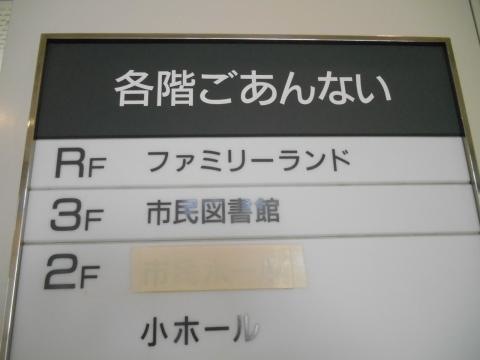 各階ごあんない
RF ファミリーランド
3F 市民図書館
2F
小ホール